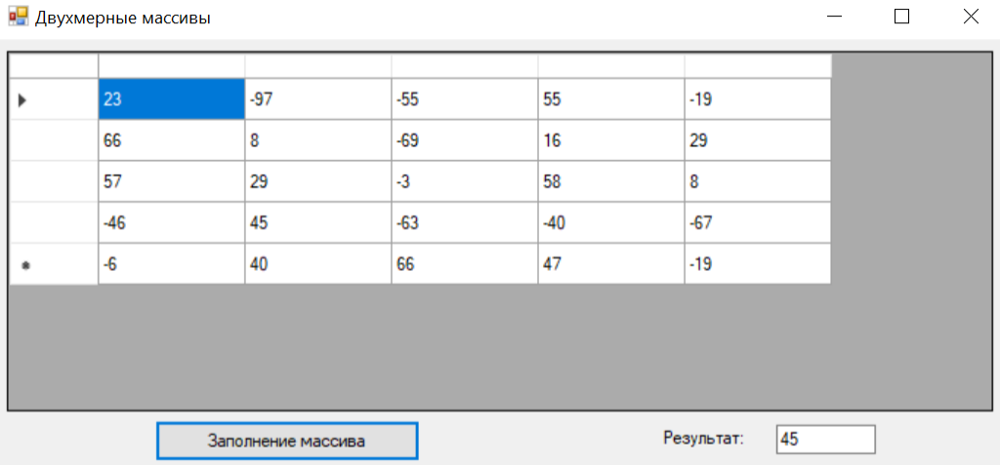 Двухмерные массивы
23 -97 -55 55 -19
66 8 -69 16 29
57 29 -3 58 8
-46 45 -63 -40 -67
-6 40 66 47 -19
Заполнение массива Результат: 45